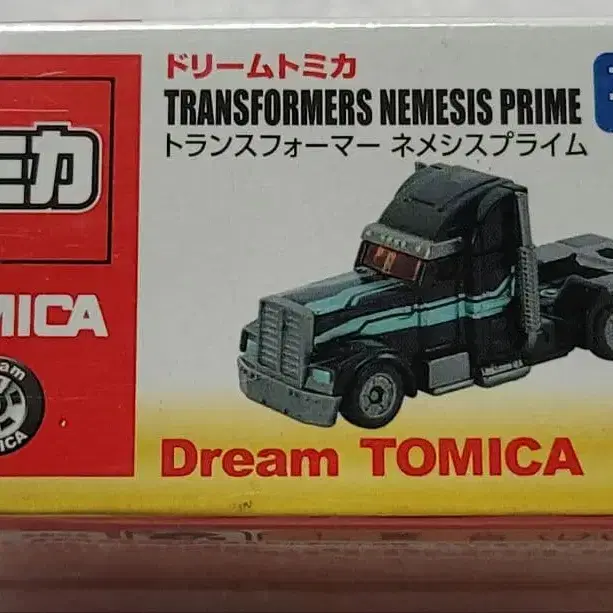 ドリームトミカ
TRANSFORMERS NEMESIS PRIME
トランスフォーマー ネメシスプライム
ミカ
MICA
Dream TOMICA